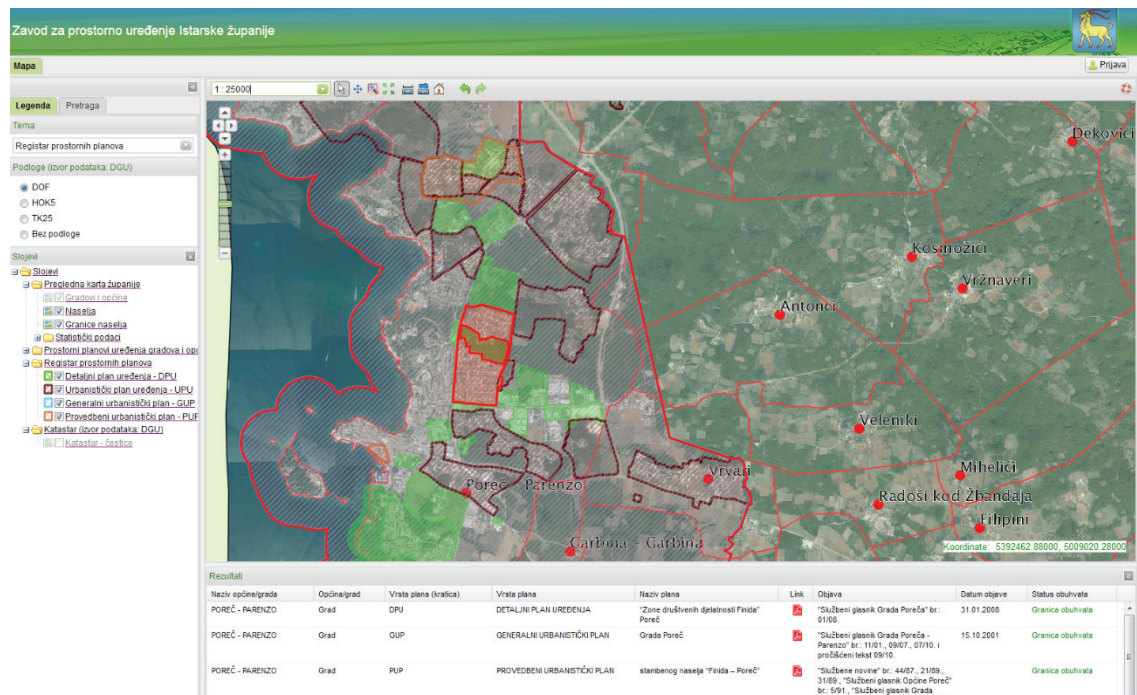 Zavod za prostorno uređenje Istarske županije
Mapa
Prijava
1 : 25000
Legenda
Pretraga
Tema
Registar prostornih planova
Podloge (izvor podataka: DGU)
DOF
HOK5
TK25
Bez podloge
Slojevi
Slojevi
Pregledna karta županije
Gradovi i općine
Naselja
Granice naselja
Statistički podaci
Prostorni planovi uređenja gradova i opć
Registar prostornih planova
Detaljni plan uređenja - DPU
Urbanistički plan uređenja - UPU
Generalni urbanistički plan - GUP
Provedbeni urbanistički plan - PUP
Katastar (izvor podataka: DGU)
Katastar - čestice
Dekovići
Kosinožići
Vržnaveri
Antonci
Veleniki
Mihelići
Vrvari
Poreč - Parenzo
Radoši kod Žbandaja
Filipini
Garbina - Garbina
Koordinate: 5392462.88000, 5009020.28000
Rezultati
Naziv općine/grada Općina/grad Vrsta plana (kratica) Vrsta plana Naziv plana Link Objava Datum objave Status obuhvata
POREČ - PARENZO Grad DPU DETALJNI PLAN UREĐENJA "Zone društvenih djelatnosti Finida" "Službeni glasnik Grada Poreča" br.: 31.01.2008 Granica obuhvata
Poreč 01/08.
POREČ - PARENZO Grad GUP GENERALNI URBANISTIČKI PLAN Grada Poreč "Službeni glasnik Grada Poreča - 15.10.2001 Granica obuhvata
Parenzo" br.: 11/01., 09/07., 07/10. i
pročišćeni tekst 09/10.
POREČ - PARENZO Grad PUP PROVEDBENI URBANISTIČKI PLAN stambenog naselja "Finida – Poreč" "Službene novine" br.: 44/87., 21/89., Granica obuhvata
31/89., "Službeni glasnik Općine Poreč"
br.: 5/91., "Službeni glasnik Grada